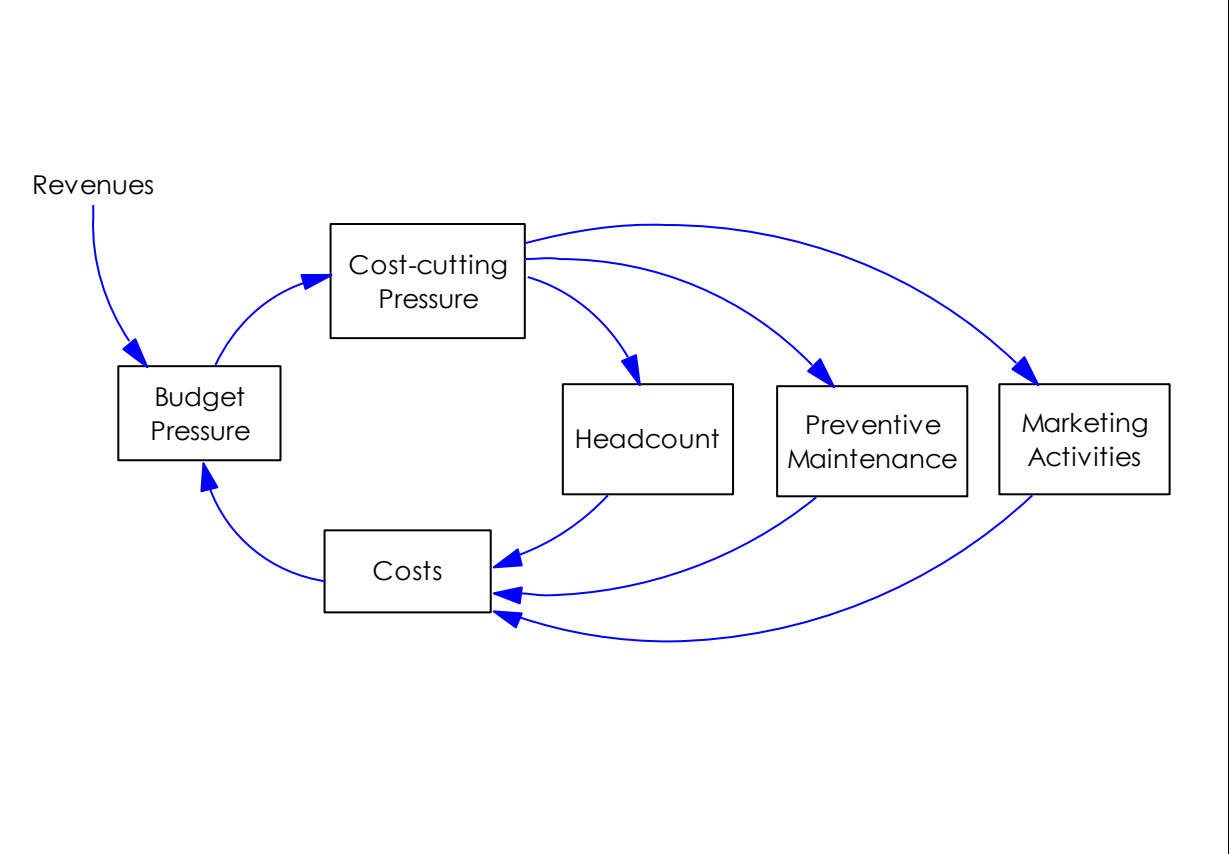 Revenues
Cost-cutting
Pressure
Budget
Pressure
Headcount
Preventive
Maintenance
Marketing
Activities
Costs